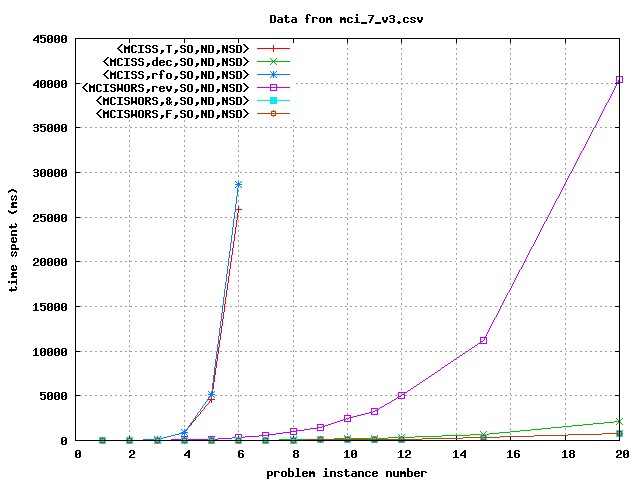 Data from mci_7_v3.csv
45000
40000
35000
30000
25000
20000
15000
10000
5000
0
<MCISS,T,SO,ND,NSD>
<MCISS,dec,SO,ND,NSD>
<MCISS,rfo,SO,ND,NSD>
<MCISWORS,rev,SO,ND,NSD>
<MCISWORS,&,SO,ND,NSD>
<MCISWORS,F,SO,ND,NSD>
time spent (ms)
0 2 4 6 8 10 12 14 16 18 20
problem instance number